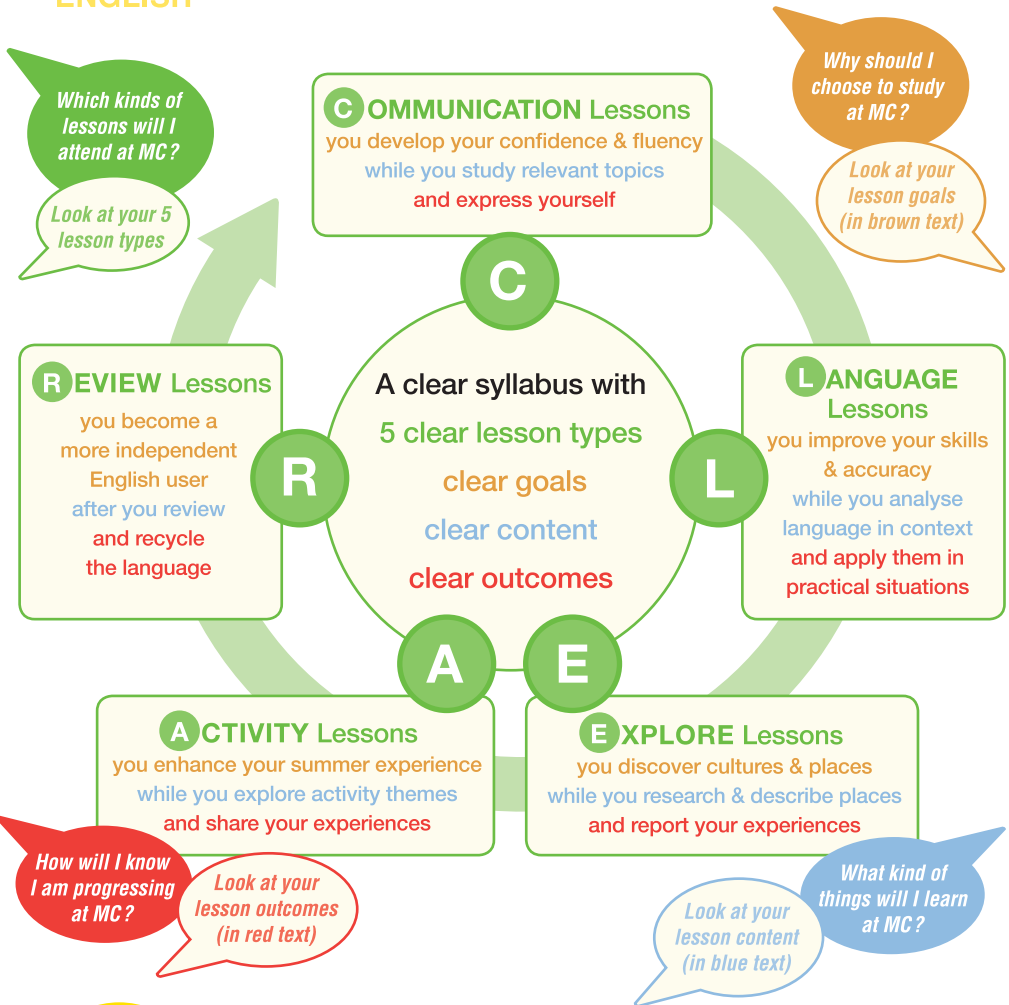 ENGLISH
Which kinds of
lessons will I
attend at MC?
Look at your 5
lesson types
COMMUNICATION Lessons
you develop your confidence & fluency
while you study relevant topics
and express yourself
Why should I
choose to study
at MC?
Look at your
lesson goals
(in brown text)
C
REVIEW Lessons
you become a
more independent
English user
after you review
and recycle
the language
R
A clear syllabus with
5 clear lesson types
clear goals
clear content
clear outcomes
L
LANGUAGE
Lessons
you improve your skills
& accuracy
while you analyse
language in context
and apply them in
practical situations
A
E
ACTIVITY Lessons
you enhance your summer experience
while you explore activity themes
and share your experiences
EXPLORE Lessons
you discover cultures & places
while you research & describe places
and report your experiences
How will I know
I am progressing
at MC?
Look at your
lesson outcomes
(in red text)
What kind of
things will I learn
at MC?
Look at your
lesson content
(in blue text)